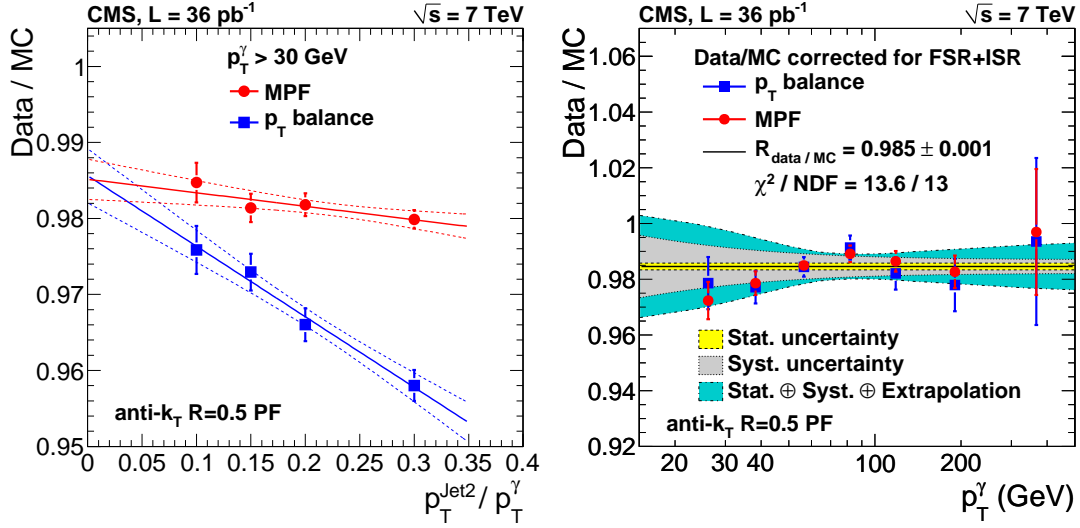 CMS, L = 36 pb⁻¹ √s = 7 TeV
Data / MC
p_T^γ > 30 GeV
MPF
p_T balance
anti-k_T R=0.5 PF
1
0.99
0.98
0.97
0.96
0.95
0 0.05 0.1 0.15 0.2 0.25 0.3 0.35 0.4
p_T^Jet2 / p_T^γ
CMS, L = 36 pb⁻¹ √s = 7 TeV
Data / MC
Data/MC corrected for FSR+ISR
p_T balance
MPF
R_data / MC = 0.985 ± 0.001
χ² / NDF = 13.6 / 13
Stat. uncertainty
Syst. uncertainty
Stat. ⊕ Syst. ⊕ Extrapolation
anti-k_T R=0.5 PF
1.06
1.04
1.02
1
0.98
0.96
0.94
0.92
20 30 40 100 200
p_T^γ (GeV)